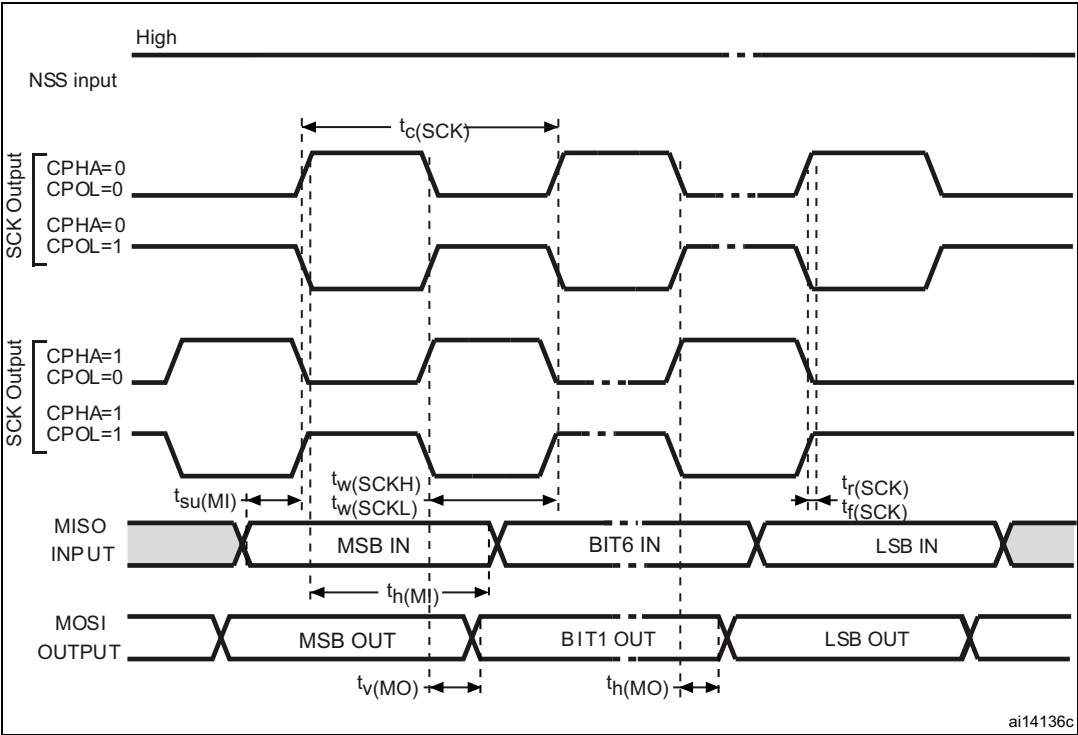 High
NSS input
tc(SCK)
SCK Output
CPHA=0
CPOL=0
CPHA=0
CPOL=1
SCK Output
CPHA=1
CPOL=0
CPHA=1
CPOL=1
tsu(MI)
tw(SCKH)
tw(SCKL)
tr(SCK)
tf(SCK)
MISO
INPUT
MSB IN
BIT6 IN
LSB IN
th(MI)
MOSI
OUTPUT
MSB OUT
BIT1 OUT
LSB OUT
tv(MO)
th(MO)
ai14136c